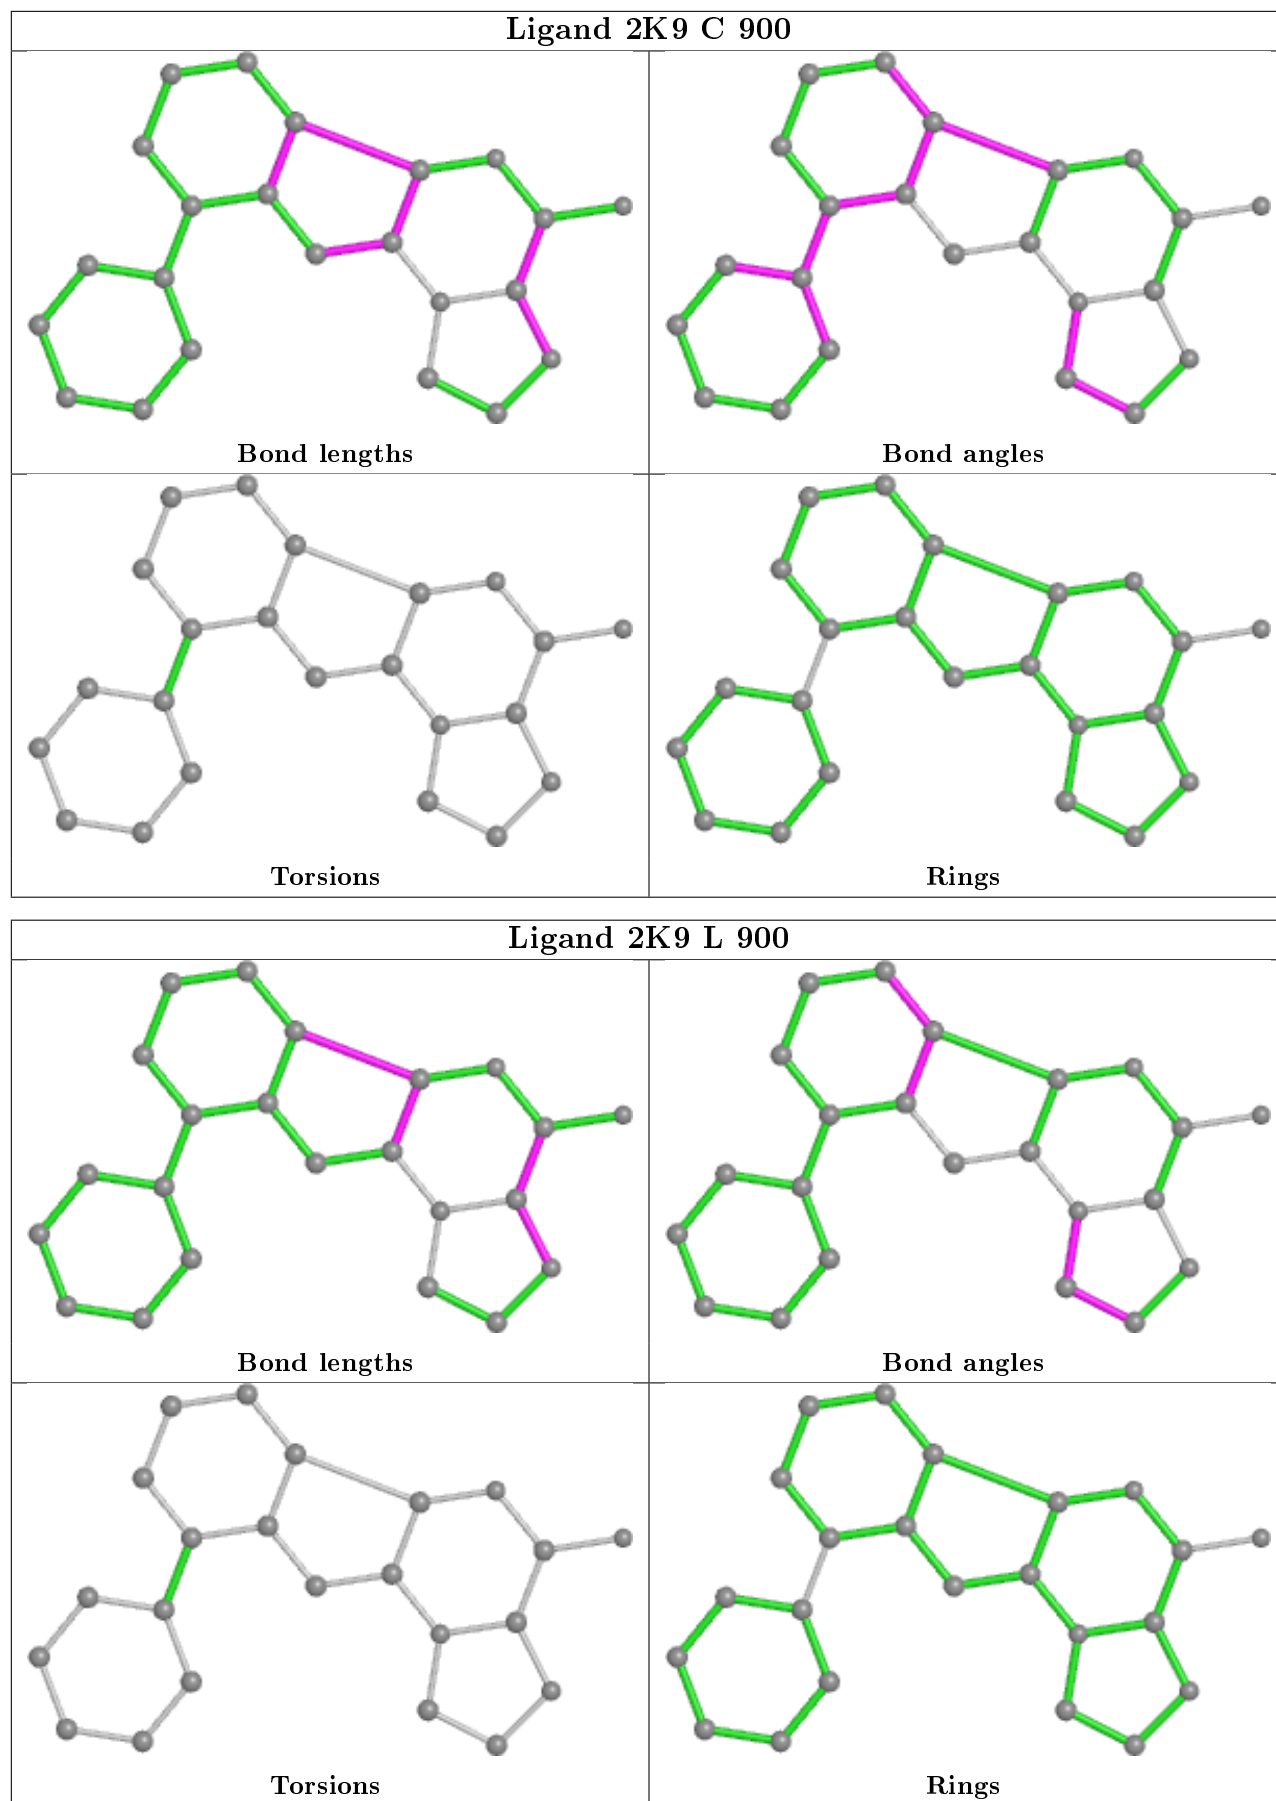 Ligand 2K9 C 900
Bond lengths
Bond angles
Torsions
Rings
Ligand 2K9 L 900
Bond lengths
Bond angles
Torsions
Rings